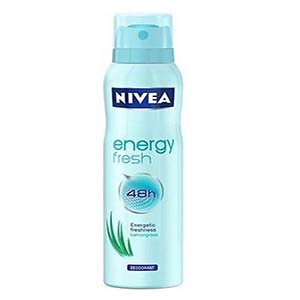 NIVEA
energy
fresh
48h
Energetic
freshness
Lemongrass
DEODORANT